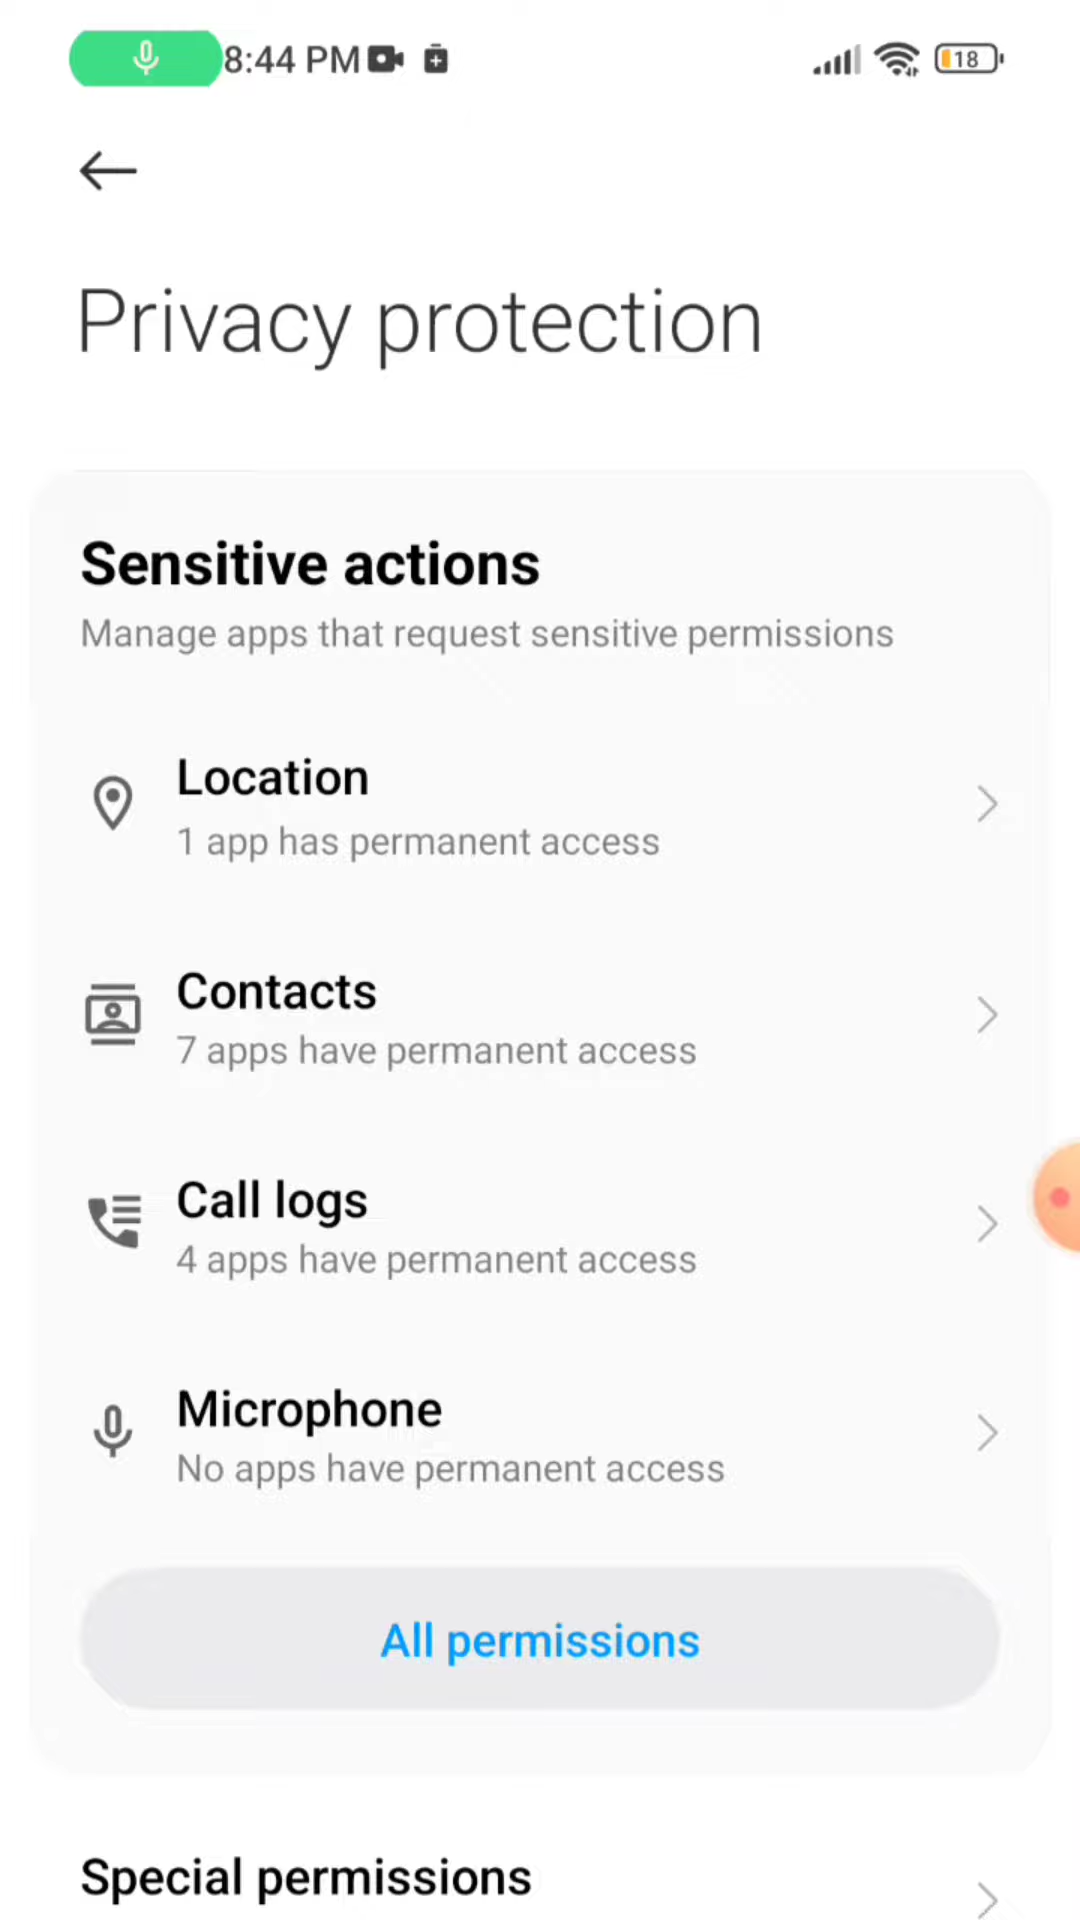 8:44 PM
18
Privacy protection
Sensitive actions
Manage apps that request sensitive permissions
Location
1 app has permanent access
Contacts
7 apps have permanent access
Call logs
4 apps have permanent access
Microphone
No apps have permanent access
All permissions
Special permissions